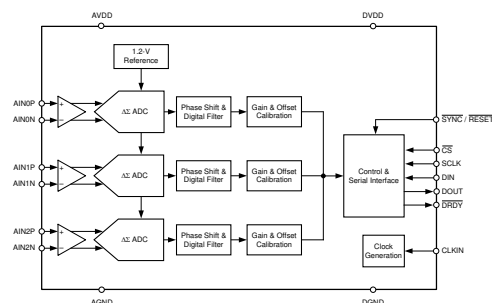 AVDD
DVDD
1.2-V
Reference
AIN0P
AIN0N
+
−
ΔΣ ADC
Phase Shift &
Digital Filter
Gain & Offset
Calibration
SYNC / RESET
AIN1P
AIN1N
+
−
ΔΣ ADC
Phase Shift &
Digital Filter
Gain & Offset
Calibration
Control &
Serial Interface
CS
SCLK
DIN
DOUT
DRDY
AIN2P
AIN2N
+
−
ΔΣ ADC
Phase Shift &
Digital Filter
Gain & Offset
Calibration
Clock
Generation
CLKIN
AGND
DGND